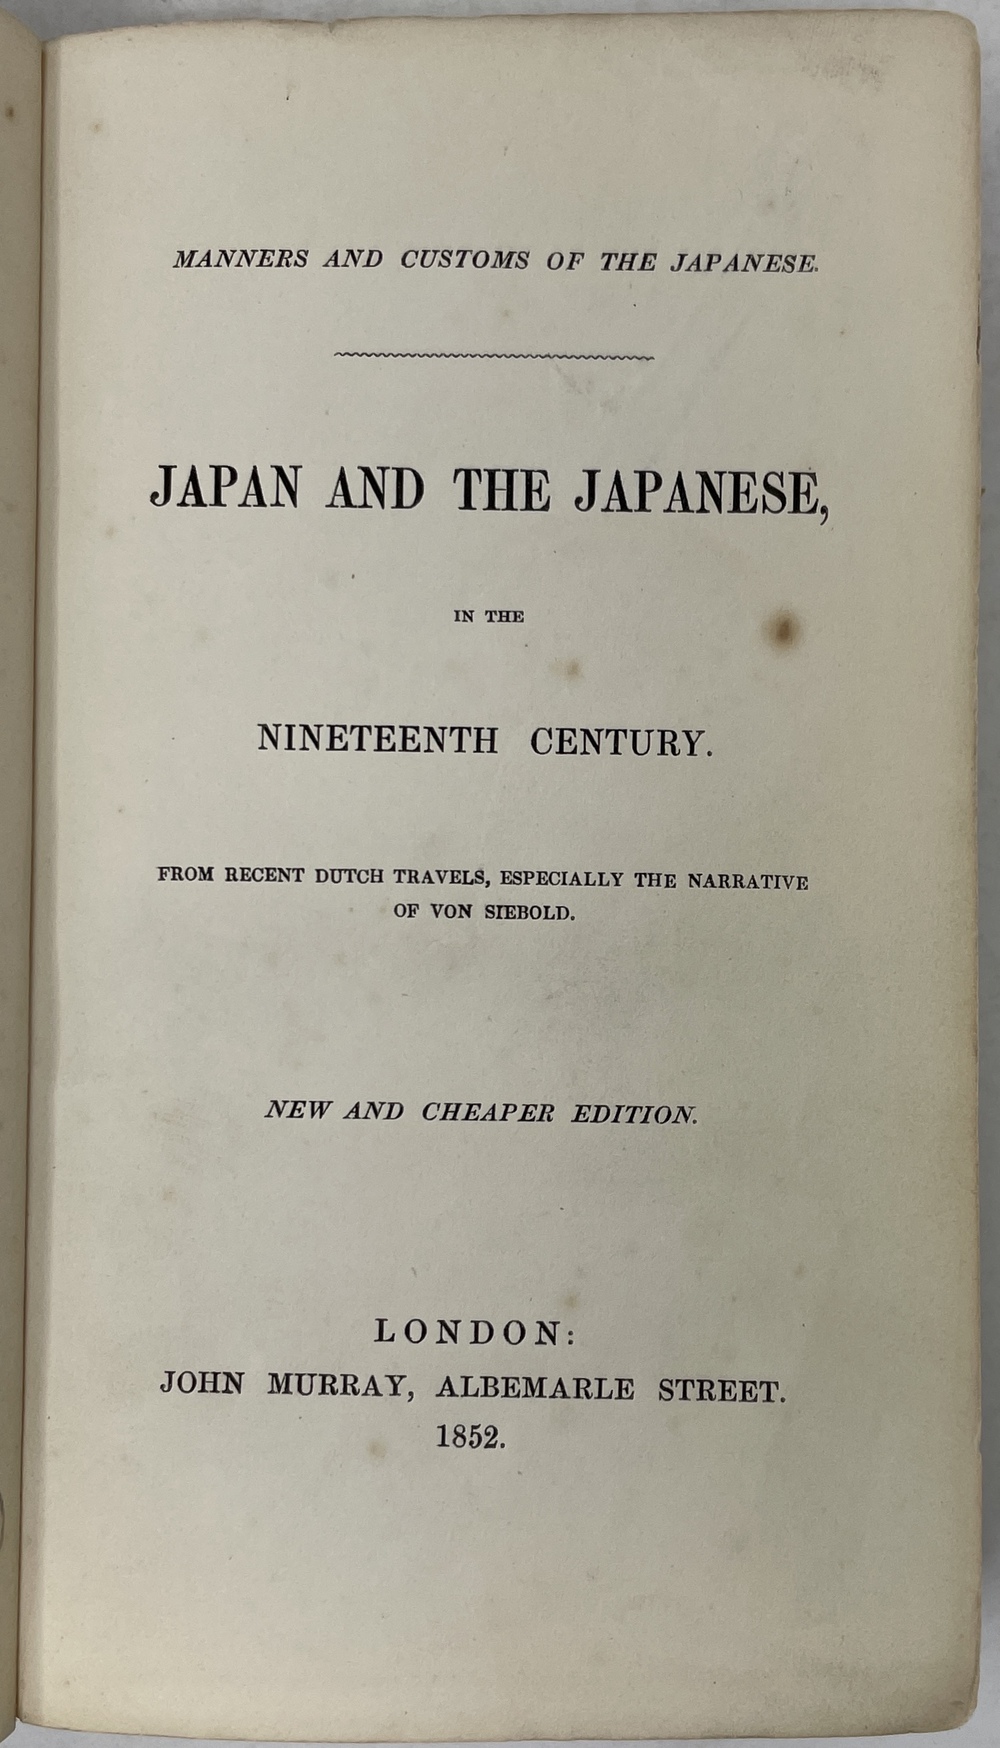 MANNERS AND CUSTOMS OF THE JAPANESE.
JAPAN AND THE JAPANESE,
IN THE
NINETEENTH CENTURY.
FROM RECENT DUTCH TRAVELS, ESPECIALLY THE NARRATIVE
OF VON SIEBOLD.
NEW AND CHEAPER EDITION.
LONDON:
JOHN MURRAY, ALBEMARLE STREET.
1852.